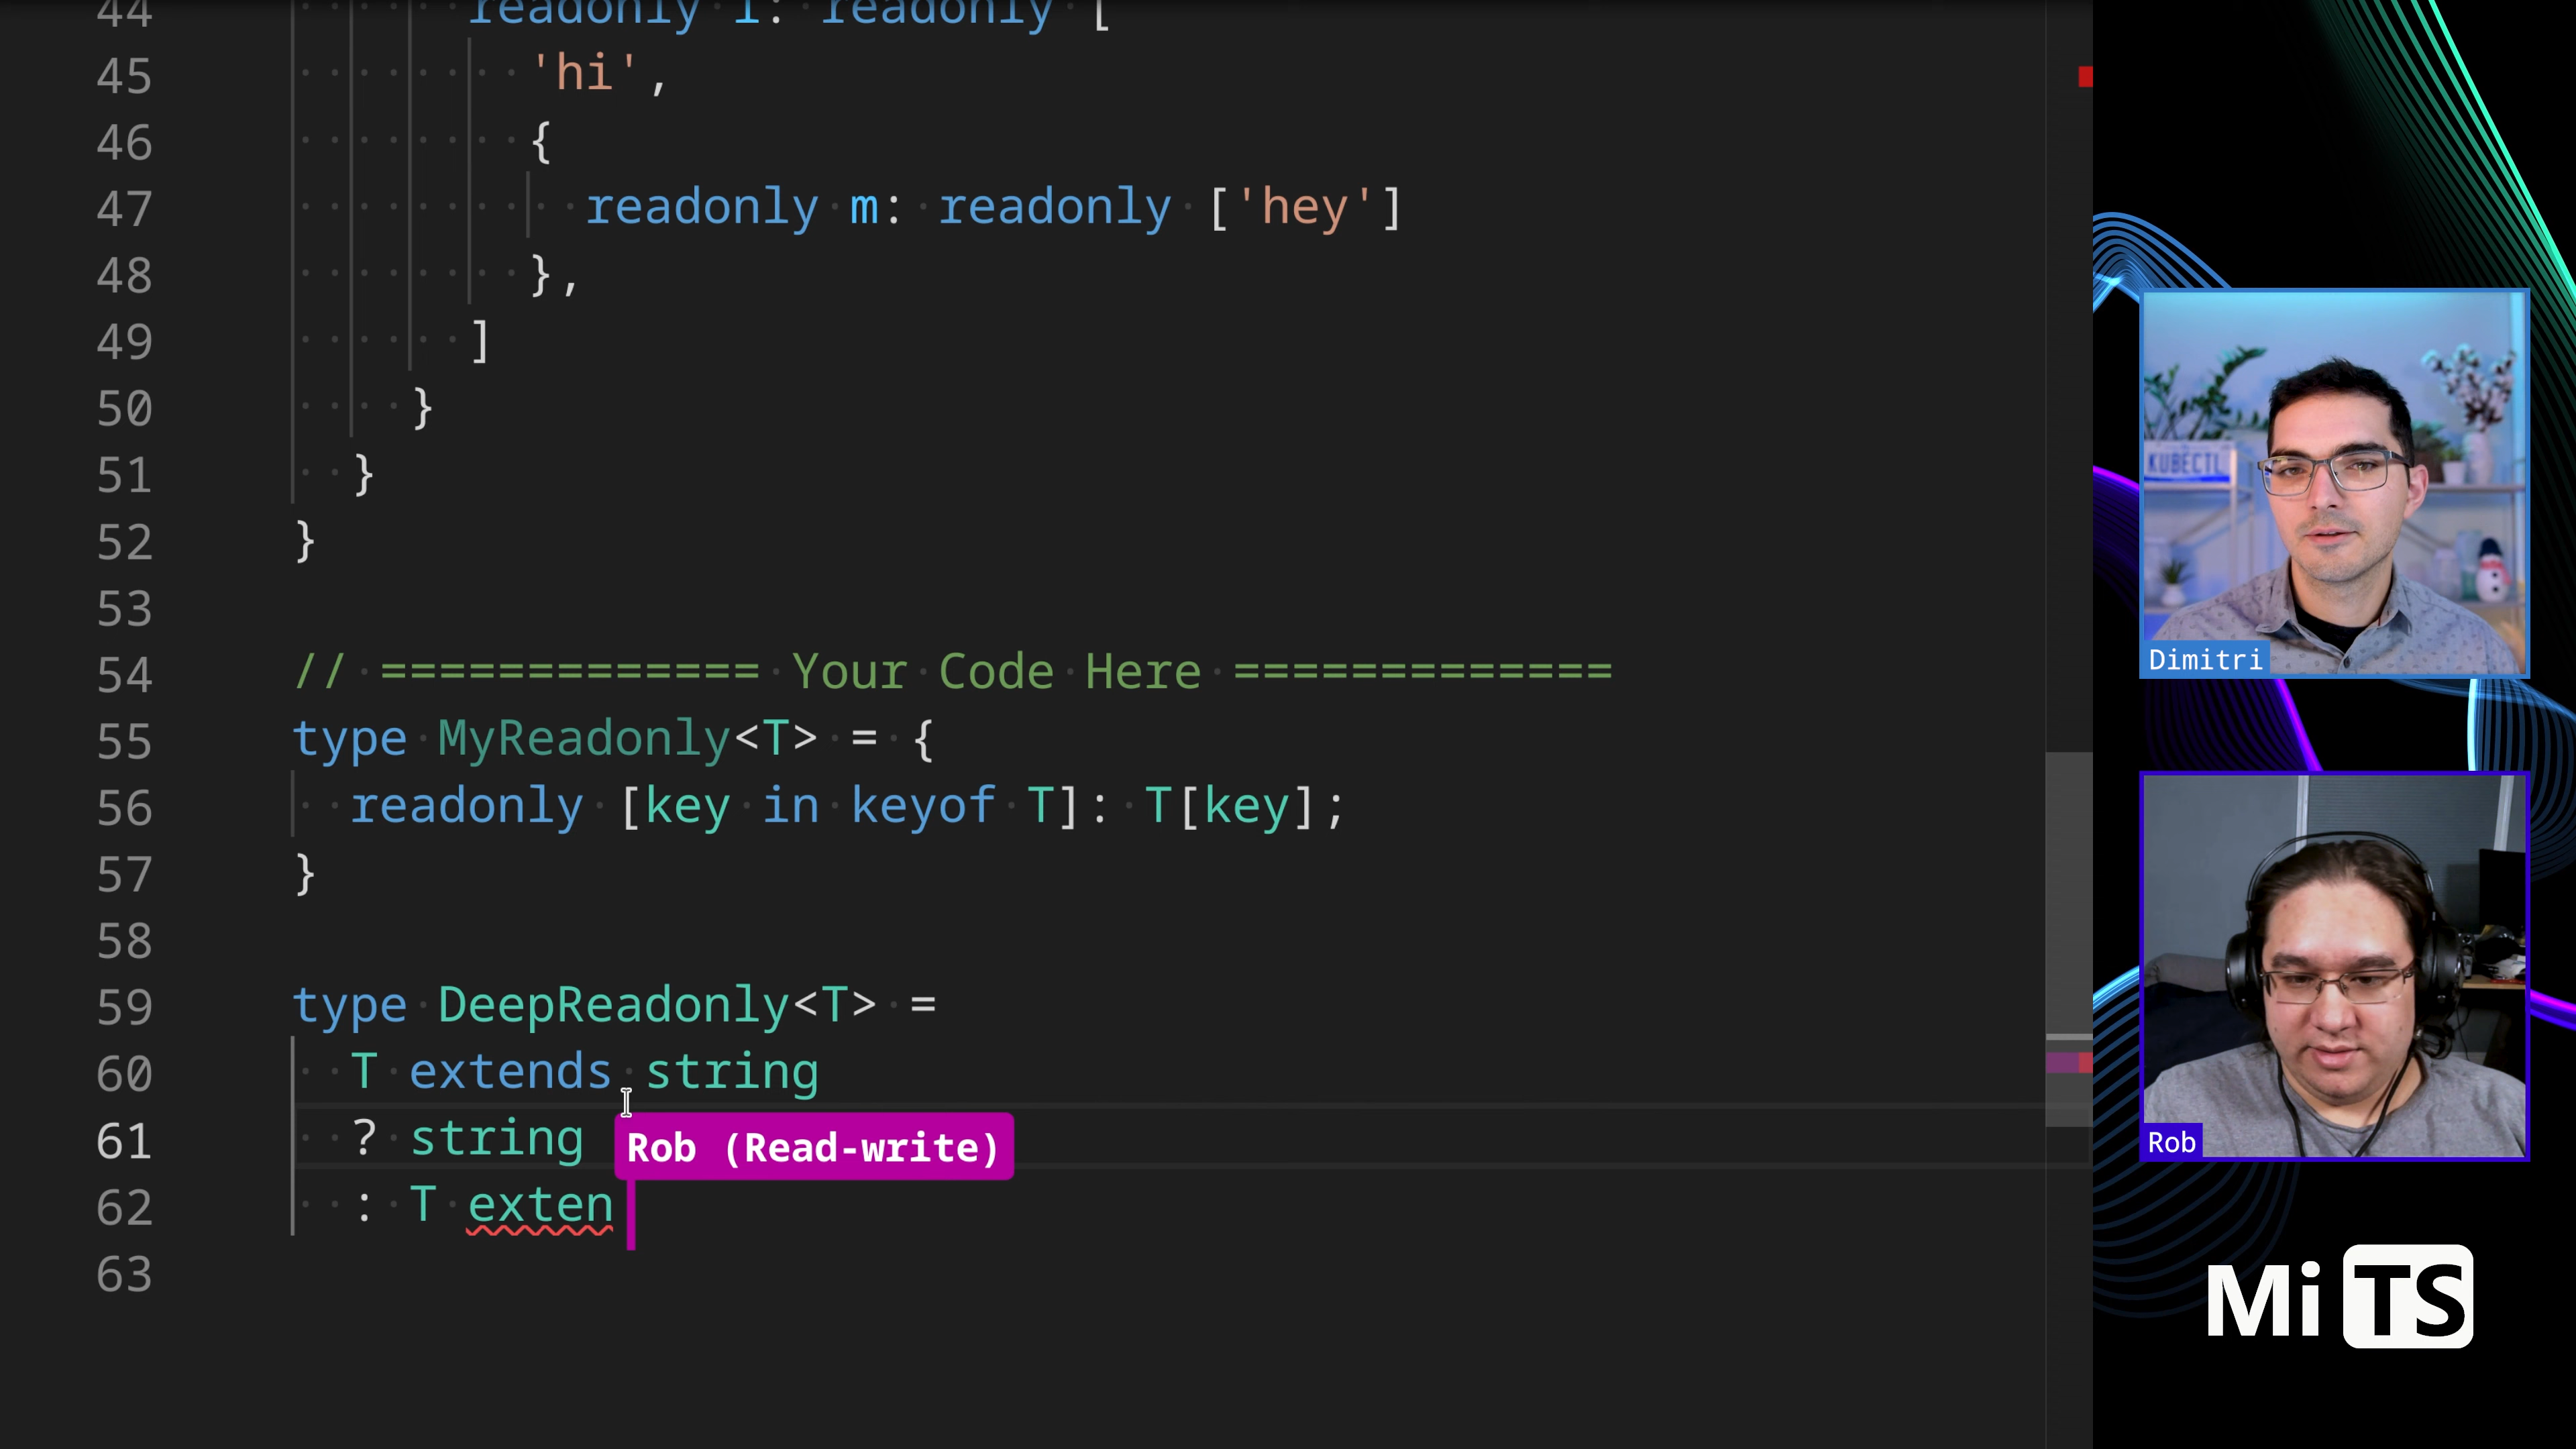 44 readonly l: readonly [
45 'hi',
46 {
47 readonly m: readonly ['hey']
48 },
49 ]
50 }
51 }
52 }
53
54 // ============= Your Code Here =============
55 type MyReadonly<T> = {
56 readonly [key in keyof T]: T[key];
57 }
58
59 type DeepReadonly<T> =
60 T extends string
61 ? string
Rob (Read-write)
62 : T exten
63
KUBECTL
Dimitri
Rob
Mi TS